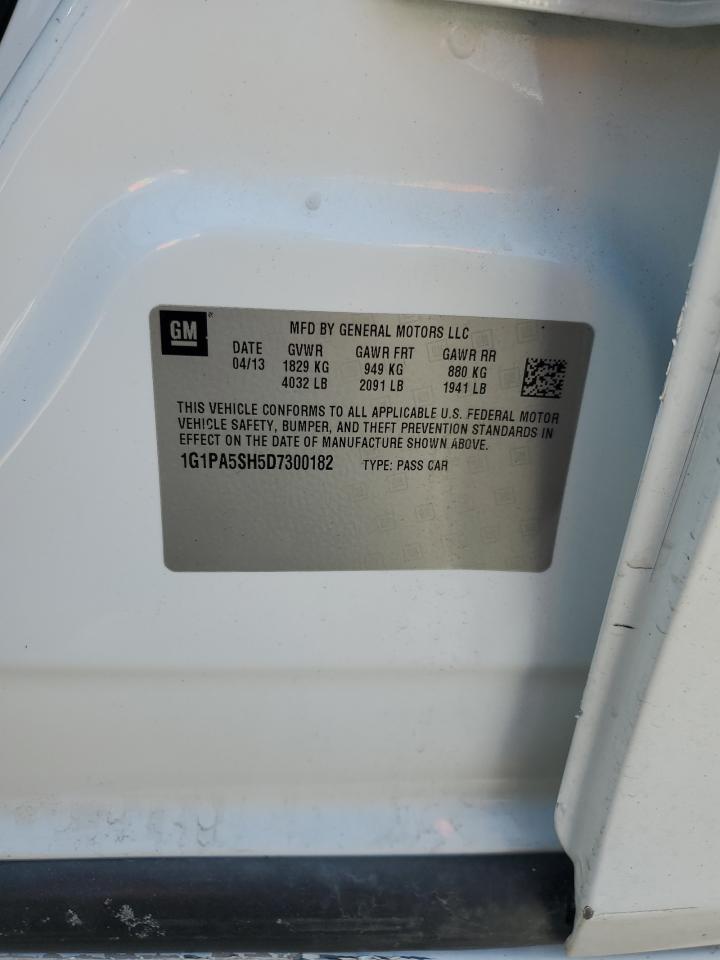 GM
MFD BY GENERAL MOTORS LLC
DATE GVWR GAWR FRT GAWR RR
04/13 1829 KG 949 KG 880 KG
4032 LB 2091 LB 1941 LB
THIS VEHICLE CONFORMS TO ALL APPLICABLE U.S. FEDERAL MOTOR
VEHICLE SAFETY, BUMPER, AND THEFT PREVENTION STANDARDS IN
EFFECT ON THE DATE OF MANUFACTURE SHOWN ABOVE.
1G1PA5SH5D7300182 TYPE: PASS CAR